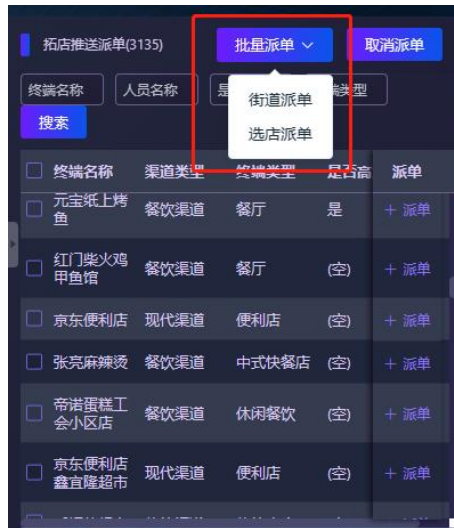 拓店推送派单(3135)
批量派单
取消派单
终端名称
人员名称
是
类型
街道派单
选店派单
搜索
终端名称 渠道类型 终端类型 是否高 派单
元宝纸上烤
鱼
餐饮渠道 餐厅 是 + 派单
红门柴火鸡
甲鱼馆
餐饮渠道 餐厅 (空) + 派单
京东便利店 现代渠道 便利店 (空) + 派单
张亮麻辣烫 餐饮渠道 中式快餐店 (空) + 派单
帝诺蛋糕工
会小区店
餐饮渠道 休闲餐饮 (空) + 派单
京东便利店
鑫宜隆超市
现代渠道 便利店 (空) + 派单